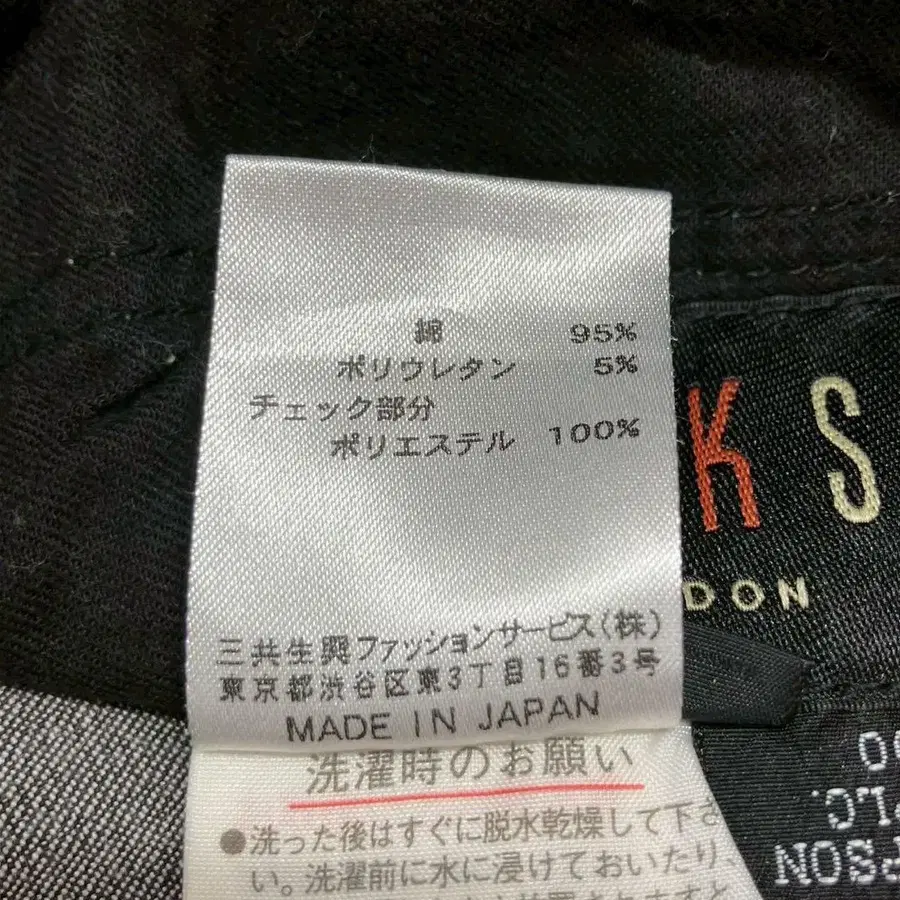 綿 95%
ポリウレタン 5%
チェック部分
ポリエステル 100%
三共生興ファッションサービス(株)
東京都渋谷区東3丁目16番3号
MADE IN JAPAN
洗濯時のお願い
●洗った後はすぐに脱水乾燥して下さ
い。洗濯前に水に浸けておいたり、
KS
DON
PLC.
PSON